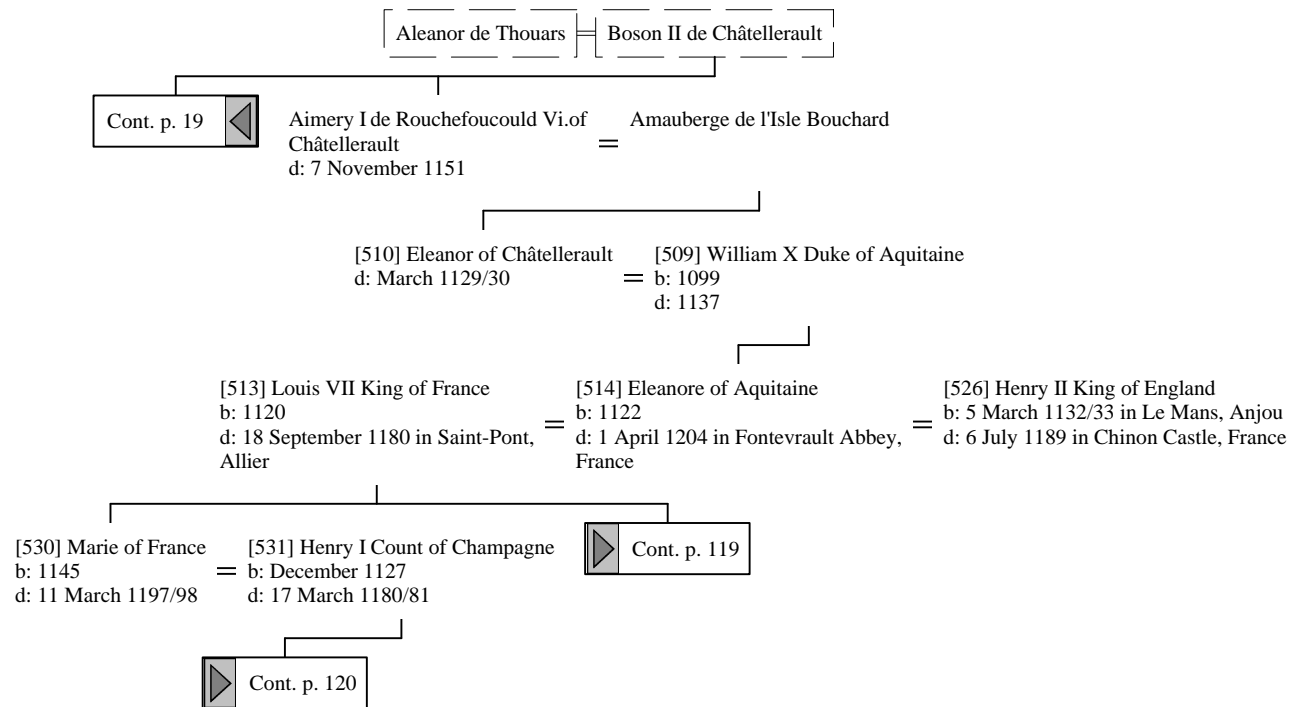 Aleanor de Thouars
Boson II de Châtellerault
Cont. p. 19
Aimery I de Rouchefoucould Vi.of
Châtellerault
d: 7 November 1151
=
Amauberge de l'Isle Bouchard
[510] Eleanor of Châtellerault
d: March 1129/30
=
[509] William X Duke of Aquitaine
b: 1099
d: 1137
[513] Louis VII King of France
b: 1120
d: 18 September 1180 in Saint-Pont,
Allier
=
[514] Eleanore of Aquitaine
b: 1122
d: 1 April 1204 in Fontevrault Abbey,
France
=
[526] Henry II King of England
b: 5 March 1132/33 in Le Mans, Anjou
d: 6 July 1189 in Chinon Castle, France
[530] Marie of France
b: 1145
d: 11 March 1197/98
=
[531] Henry I Count of Champagne
b: December 1127
d: 17 March 1180/81
Cont. p. 119
Cont. p. 120